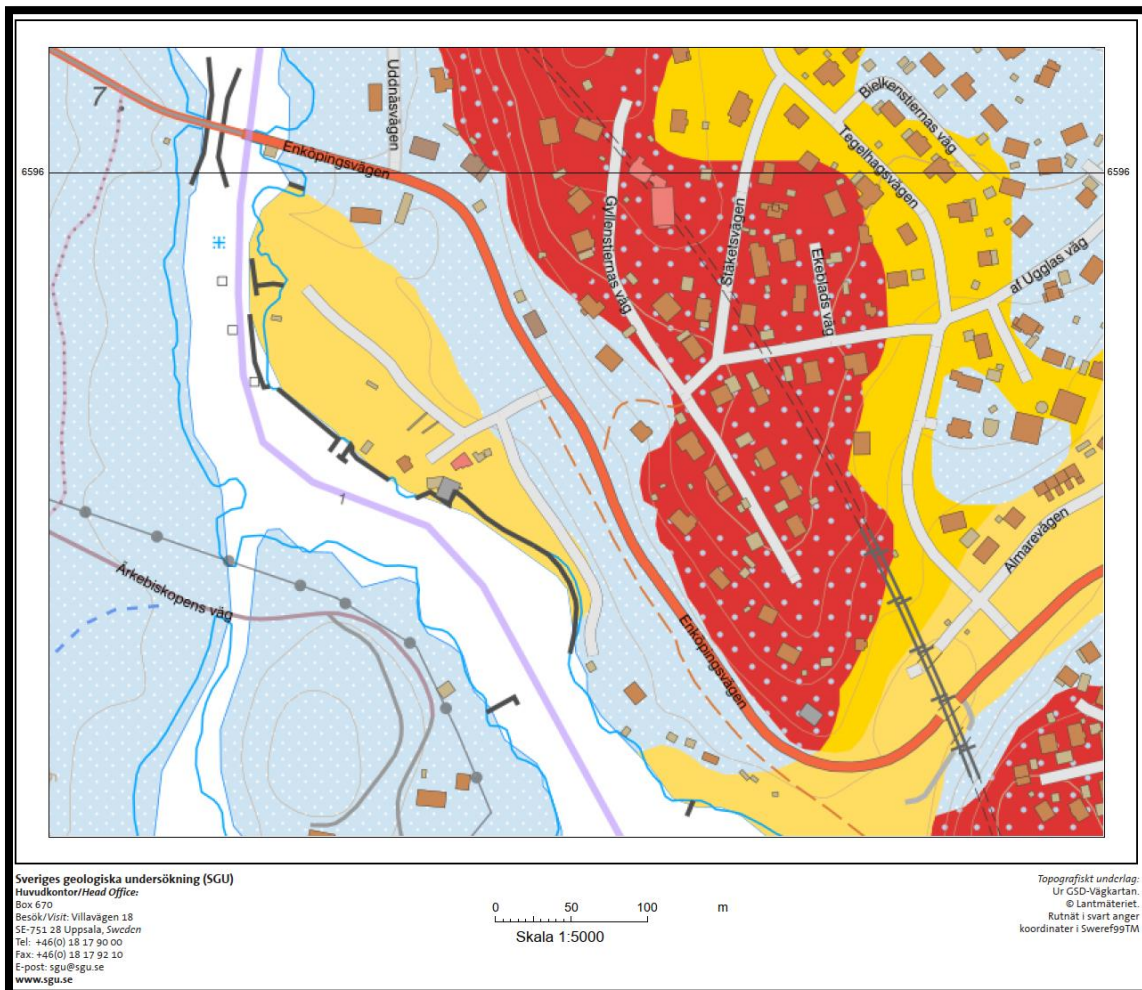 7
Uddnäsvägen
Enköpingsvägen
Bielkenstiernas väg
Tegelhagsvägen
6596
6596
Gyllenstiernas väg
Stäketsvägen
Ekeblads väg
af Ugglas väg
1
Almarevägen
Ärkebiskopens väg
Enköpingsvägen
Sveriges geologiska undersökning (SGU)
Huvudkontor/Head Office:
Box 670
Besök/Visit: Villavägen 18
SE-751 28 Uppsala, Sweden
Tel: +46(0) 18 17 90 00
Fax: +46(0) 18 17 92 10
E-post: sgu@sgu.se
www.sgu.se
0 50 100 m
Skala 1:5000
Topografiskt underlag:
Ur GSD-Vägkartan.
© Lantmäteriet.
Rutnät i svart anger
koordinater i Sweref99TM